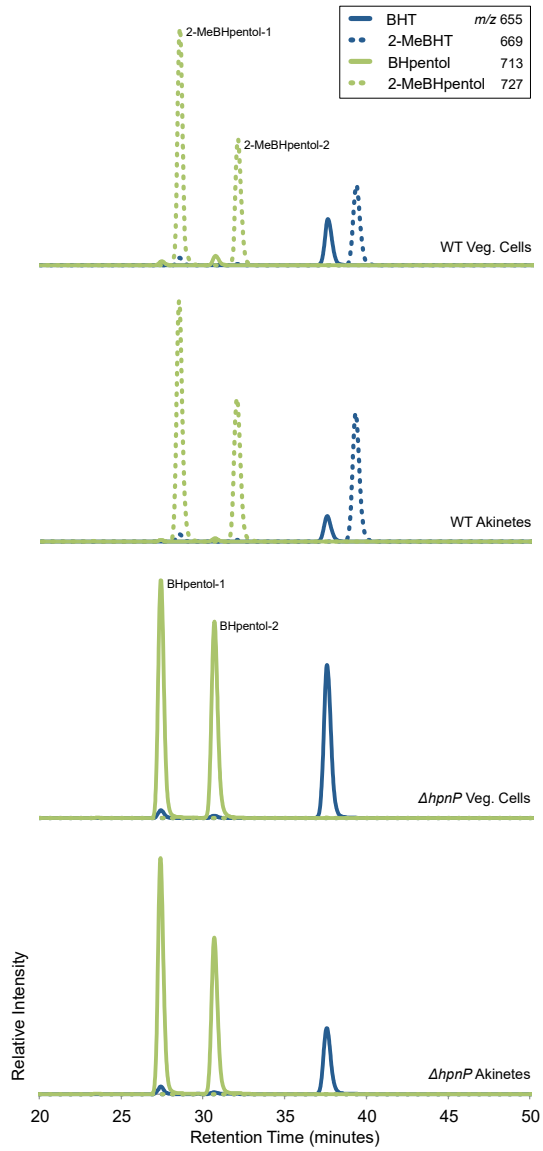 BHT m/z 655
2-MeBHT 669
BHpentol 713
2-MeBHpentol 727
2-MeBHpentol-1
2-MeBHpentol-2
WT Veg. Cells
WT Akinetes
BHpentol-1
BHpentol-2
ΔhpnP Veg. Cells
ΔhpnP Akinetes
Relative Intensity
20 25 30 35 40 45 50
Retention Time (minutes)